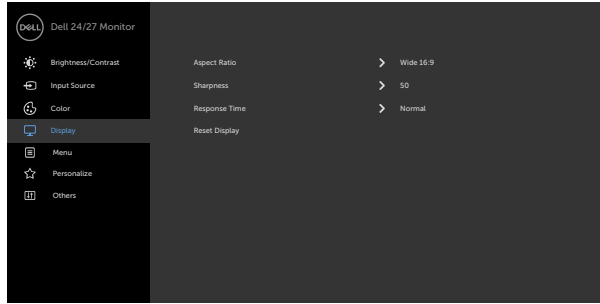 DELL Dell 24/27 Monitor
Brightness/Contrast
Input Source
Color
Display
Menu
Personalize
Others
Aspect Ratio Wide 16:9
Sharpness 50
Response Time Normal
Reset Display